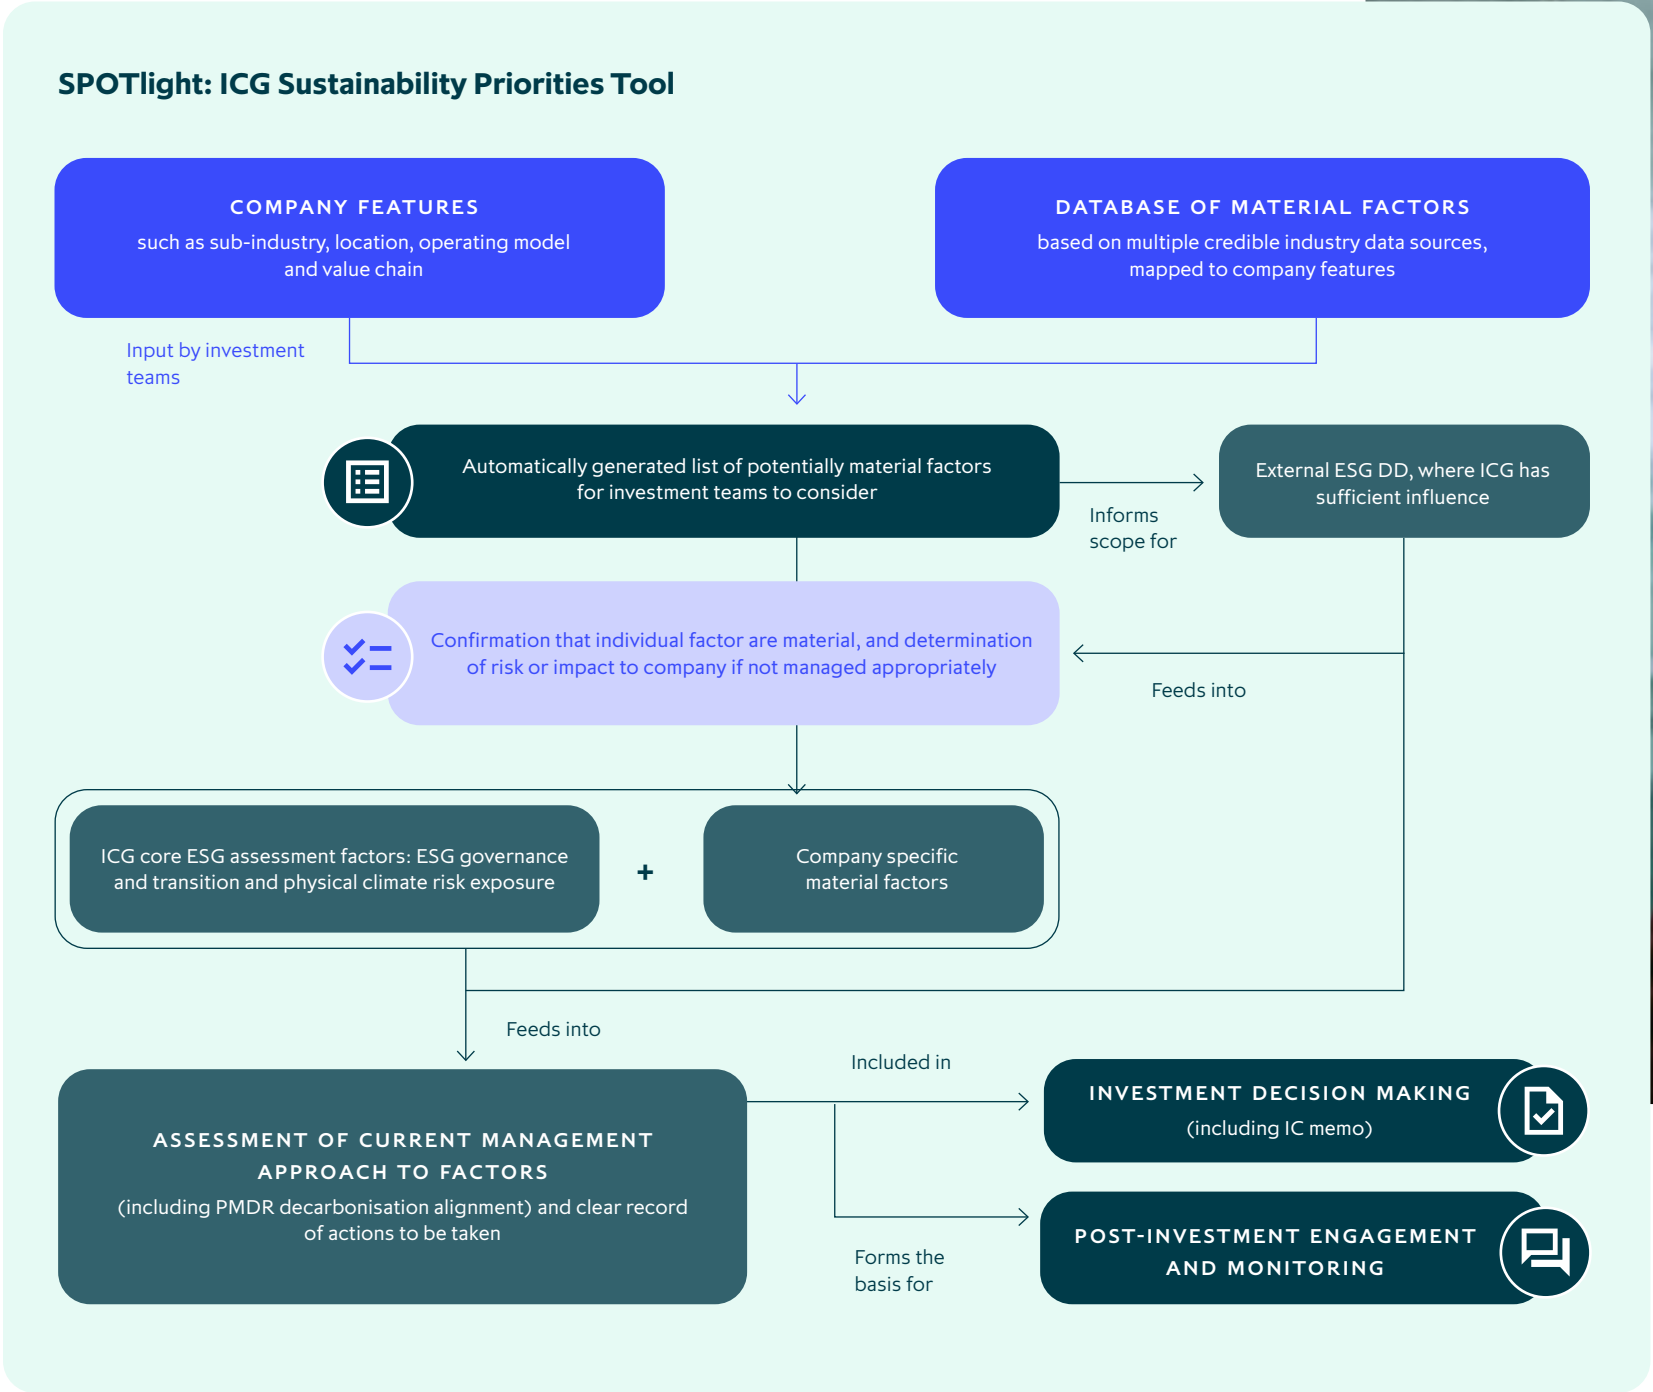 SPOTlight: ICG Sustainability Priorities Tool
COMPANY FEATURES
such as sub-industry, location, operating model
and value chain
DATABASE OF MATERIAL FACTORS
based on multiple credible industry data sources,
mapped to company features
Input by investment
teams
Automatically generated list of potentially material factors
for investment teams to consider
Informs
scope for
External ESG DD, where ICG has
sufficient influence
Confirmation that individual factor are material, and determination
of risk or impact to company if not managed appropriately
Feeds into
ICG core ESG assessment factors: ESG governance
and transition and physical climate risk exposure
+
Company specific
material factors
Feeds into
ASSESSMENT OF CURRENT MANAGEMENT
APPROACH TO FACTORS
(including PMDR decarbonisation alignment) and clear record
of actions to be taken
Included in
INVESTMENT DECISION MAKING
(including IC memo)
Forms the
basis for
POST-INVESTMENT ENGAGEMENT
AND MONITORING